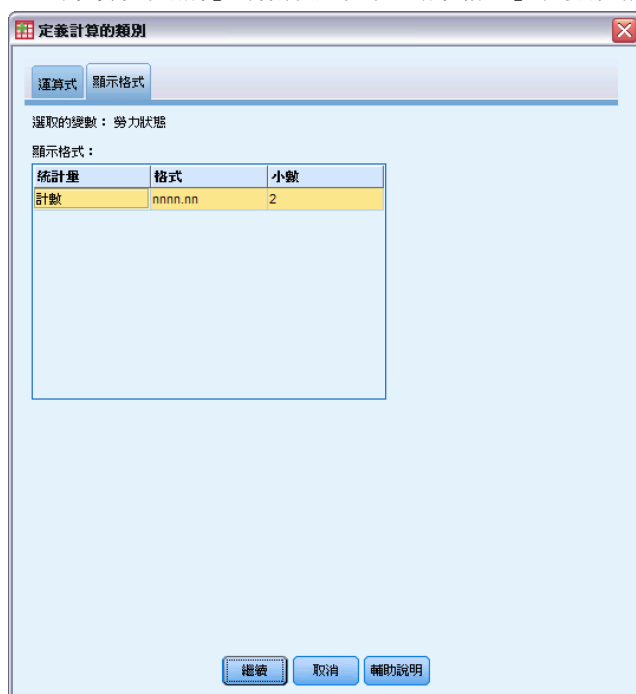 定義計算的類別
運算式 顯示格式
選取的變數： 勞力狀態
顯示格式：
統計量 格式 小數
計數 nnnn.nn 2
繼續 取消 輔助說明